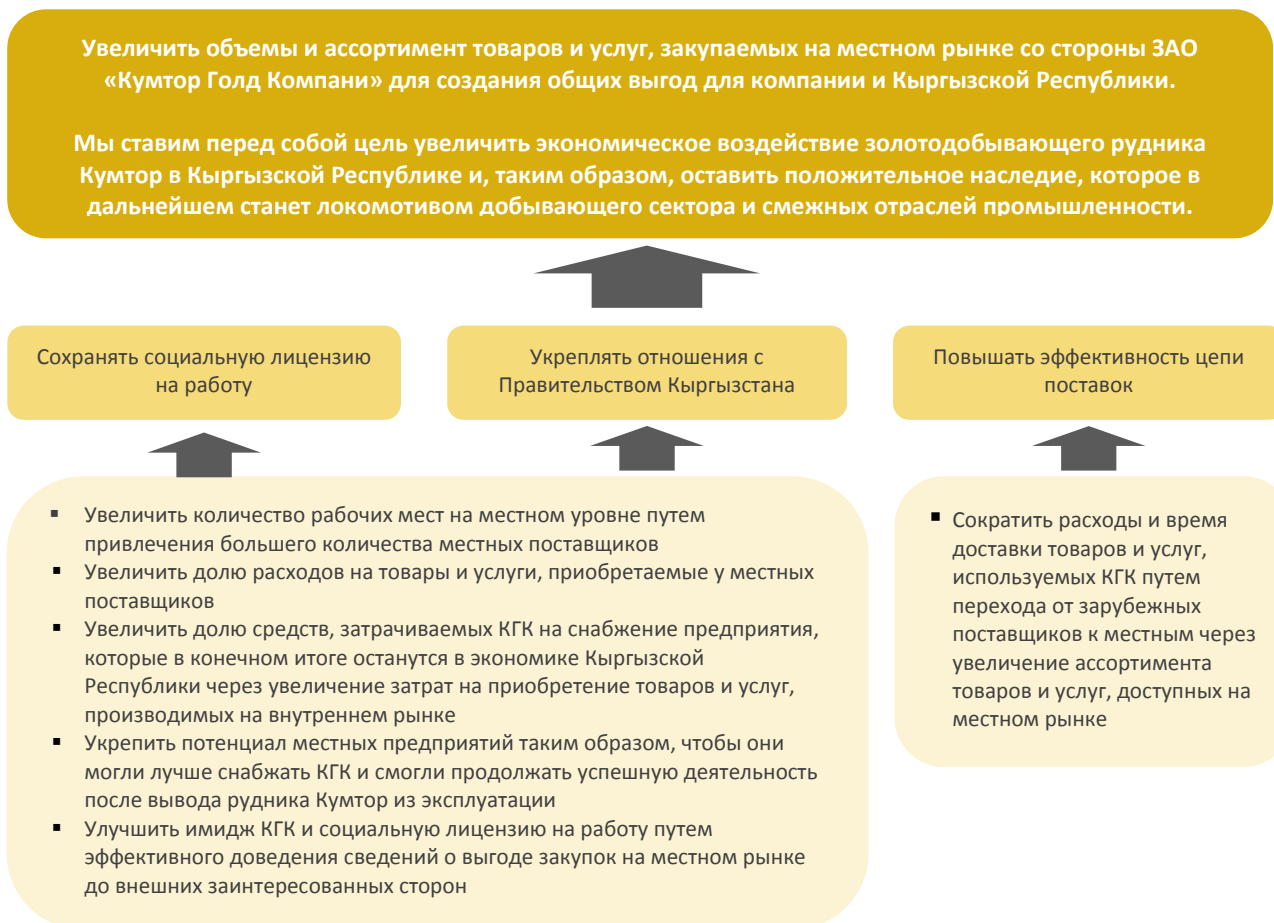 Увеличить объемы и ассортимент товаров и услуг, закупаемых на местном рынке со стороны ЗАО
«Кумтор Голд Компани» для создания общих выгод для компании и Кыргызской Республики.
Мы ставим перед собой цель увеличить экономическое воздействие золотодобывающего рудника
Кумтор в Кыргызской Республике и, таким образом, оставить положительное наследие, которое в
дальнейшем станет локомотивом добывающего сектора и смежных отраслей промышленности.
Сохранять социальную лицензию
на работу
Укреплять отношения с
Правительством Кыргызстана
Повышать эффективность цепи
поставок
▪ Увеличить количество рабочих мест на местном уровне путем
привлечения большего количества местных поставщиков
▪ Увеличить долю расходов на товары и услуги, приобретаемые у местных
поставщиков
▪ Увеличить долю средств, затрачиваемых КГК на снабжение предприятия,
которые в конечном итоге останутся в экономике Кыргызской
Республики через увеличение затрат на приобретение товаров и услуг,
производимых на внутреннем рынке
▪ Укрепить потенциал местных предприятий таким образом, чтобы они
могли лучше снабжать КГК и смогли продолжать успешную деятельность
после вывода рудника Кумтор из эксплуатации
▪ Улучшить имидж КГК и социальную лицензию на работу путем
эффективного доведения сведений о выгоде закупок на местном рынке
до внешних заинтересованных сторон
▪ Сократить расходы и время
доставки товаров и услуг,
используемых КГК путем
перехода от зарубежных
поставщиков к местным через
увеличение ассортимента
товаров и услуг, доступных на
местном рынке